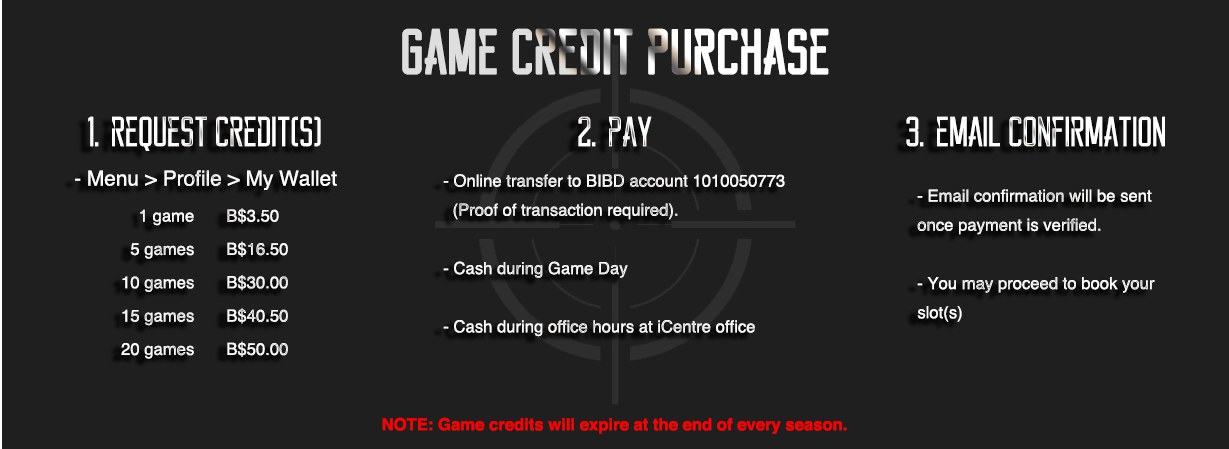 GAME CREDIT PURCHASE
1. REQUEST CREDIT(S)
- Menu > Profile > My Wallet
1 game B$3.50
5 games B$16.50
10 games B$30.00
15 games B$40.50
20 games B$50.00
2. PAY
- Online transfer to BIBD account 1010050773
(Proof of transaction required).
- Cash during Game Day
- Cash during office hours at iCentre office
3. EMAIL CONFIRMATION
- Email confirmation will be sent
once payment is verified.
- You may proceed to book your
slot(s)
NOTE: Game credits will expire at the end of every season.